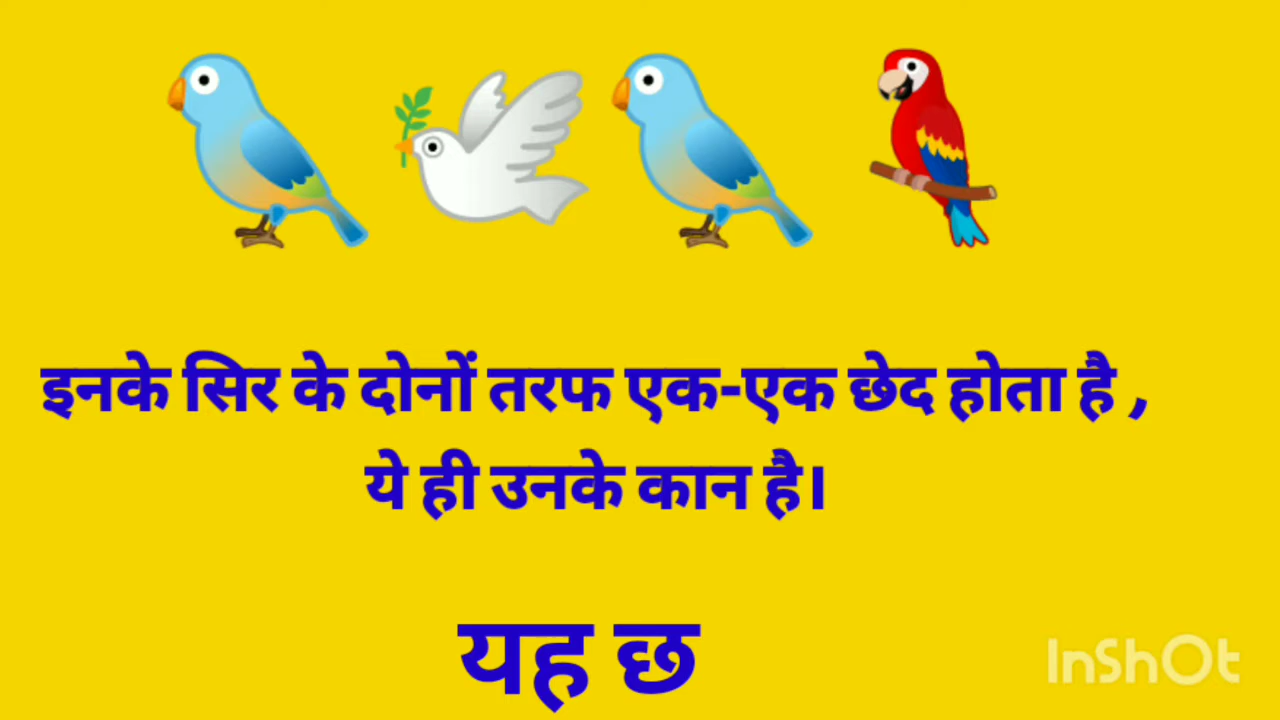 इनके सिर के दोनों तरफ एक-एक छेद होता है ,
ये ही उनके कान है।
यह छ
InShOt